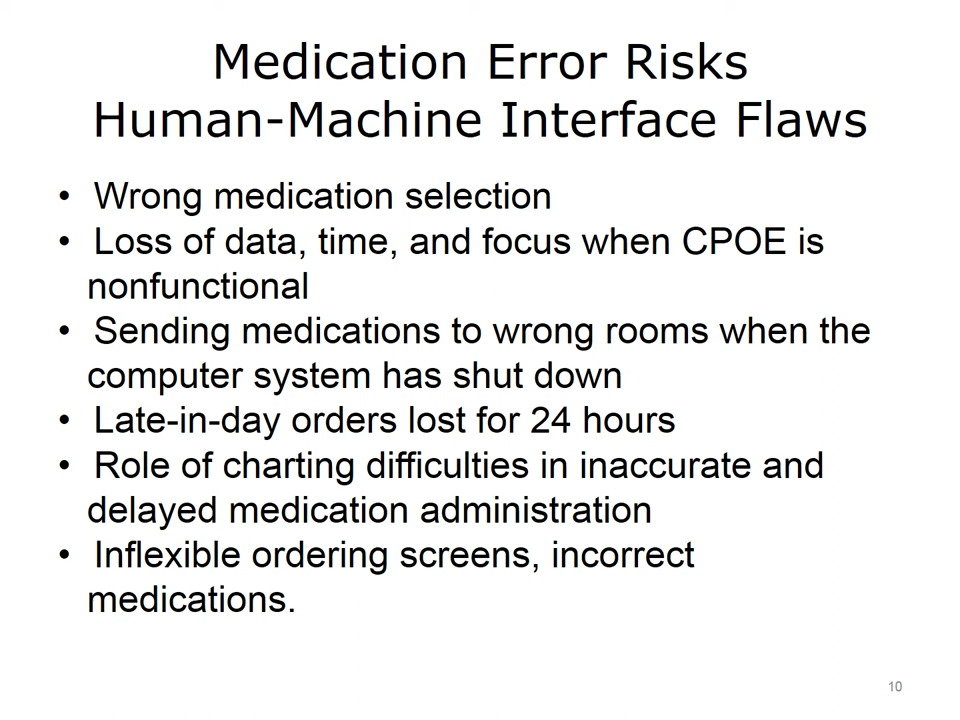 Medication Error Risks
Human-Machine Interface Flaws
• Wrong medication selection
• Loss of data, time, and focus when CPOE is
nonfunctional
• Sending medications to wrong rooms when the
computer system has shut down
• Late-in-day orders lost for 24 hours
• Role of charting difficulties in inaccurate and
delayed medication administration
• Inflexible ordering screens, incorrect
medications.
10